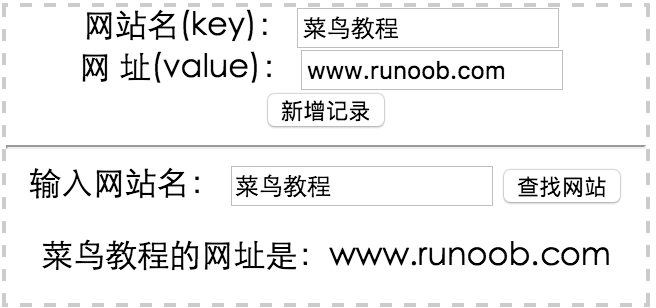 网站名(key)： 菜鸟教程
网 址(value)： www.runoob.com
新增记录
输入网站名： 菜鸟教程 查找网站
菜鸟教程的网址是：www.runoob.com